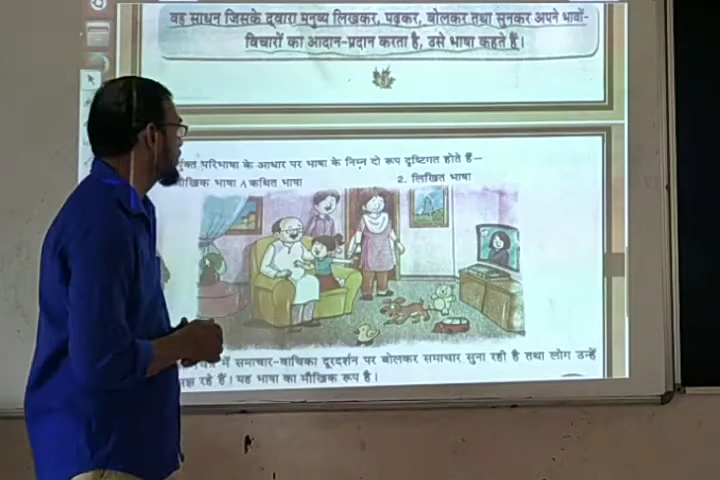 वह साधन जिसके द्वारा मनुष्य लिखकर, पढ़कर, बोलकर तथा सुनकर अपने भावों-
विचारों का आदान-प्रदान करता है, उसे भाषा कहते हैं।
परिभाषा के आधार पर भाषा के निम्न दो रूप दृष्टिगत होते हैं—
मौखिक भाषा / कथित भाषा 2. लिखित भाषा
में समाचार-वाचिका दूरदर्शन पर बोलकर समाचार सुना रही है तथा लोग उन्हें
रहे हैं। यह भाषा का मौखिक रूप है।